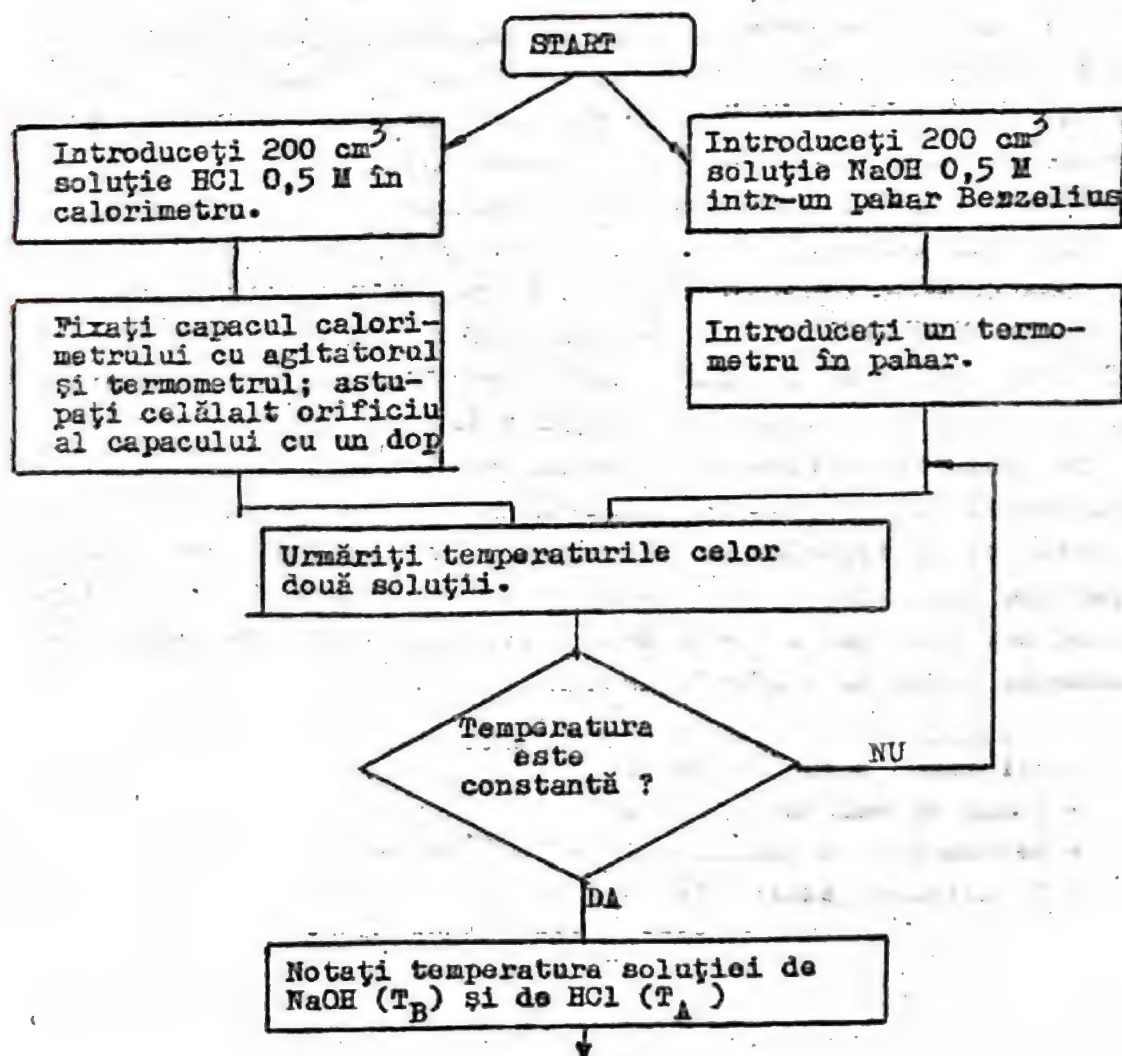 START
Introduceţi 200 cm³
soluţie HCl 0,5 M în
calorimetru.
Introduceţi 200 cm³
soluţie NaOH 0,5 M
intr-un pahar Berzelius
Fixaţi capacul calori-
metrului cu agitatorul
şi termometrul; astu-
paţi celălalt orificiu
al capacului cu un dop
Introduceţi un termo-
metru în pahar.
Urmăriţi temperaturile celor
două soluţii.
Temperatura
este
constantă ?
NU
DA
Notaţi temperatura soluţiei de
NaOH (T_B) şi de HCl (T_A )